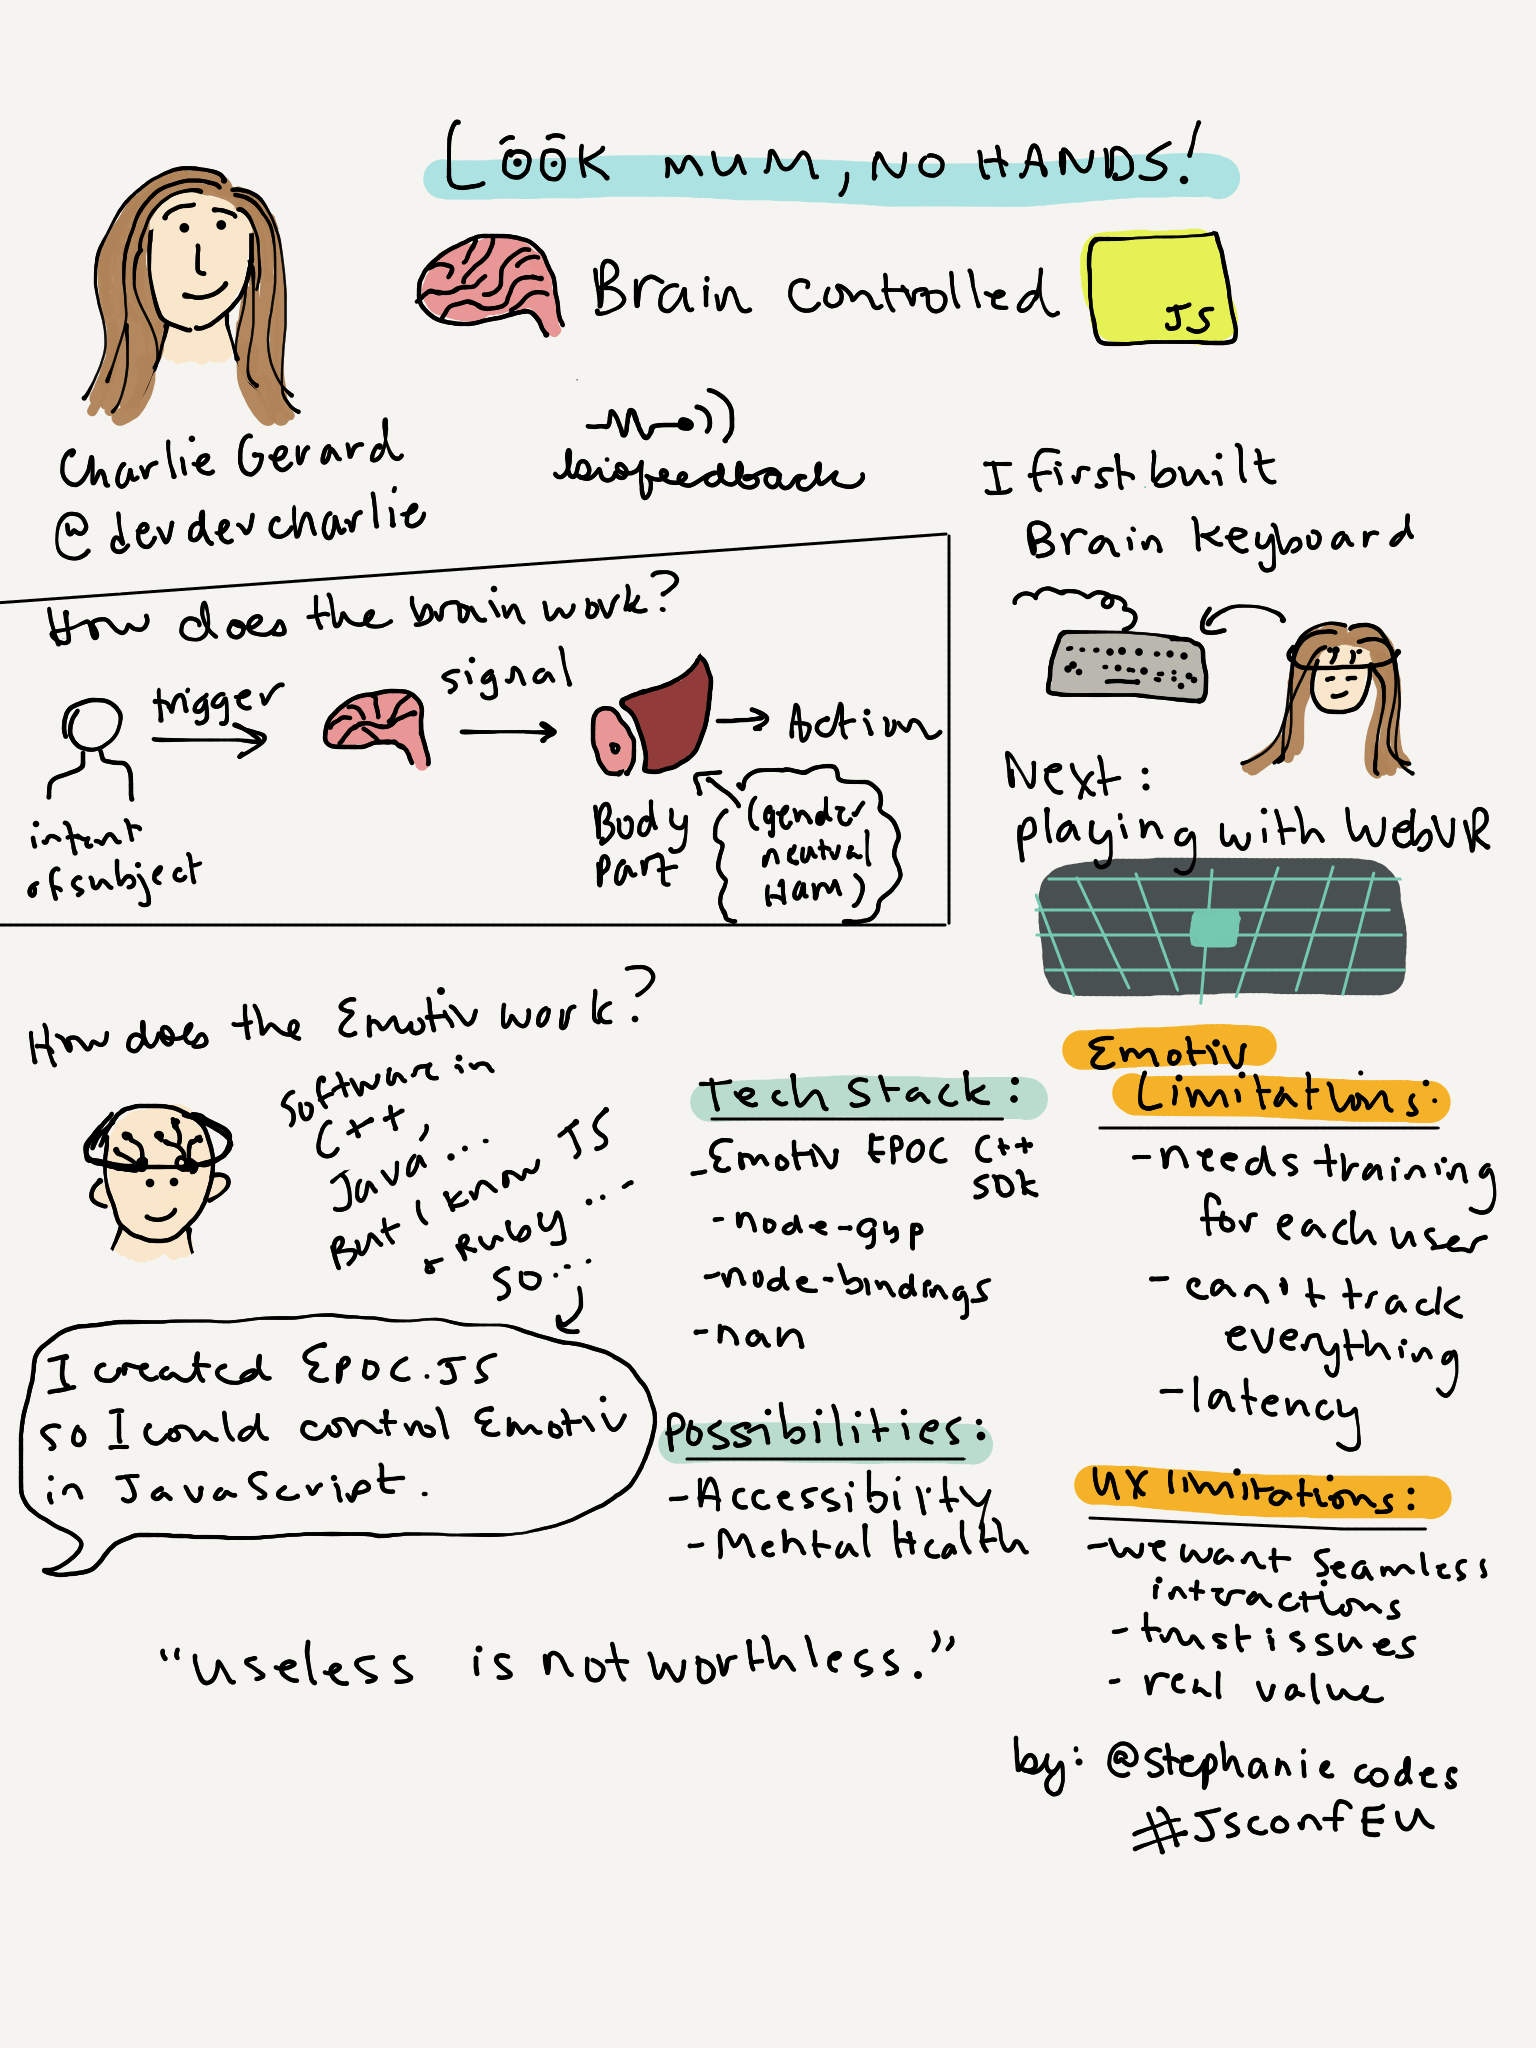 LOOK MUM, NO HANDS!
Brain controlled
JS
Charlie Gerard
@devdevcharlie
biofeedback
I first built
Brain keyboard
How does the brain work?
trigger
signal
Action
intent
of subject
Body
Part
(gender
neutral
Ham)
Next:
playing with WebVR
How does the Emotiv work?
Software in
C++,
Java...
But I know JS
+ Ruby...
So...
I created EPOC.JS
so I could control Emotiv
in JavaScript.
Tech Stack:
- Emotiv EPOC C++
SDK
- node-gyp
- node-bindings
- nan
Possibilities:
- Accessibility
- Mental Health
Emotiv
Limitations:
- needs training
for each user
- can't track
everything
- latency
UX limitations:
- we want seamless
interactions
- trust issues
- real value
"useless is not worthless."
by: @stephaniecodes
#JSconfEU